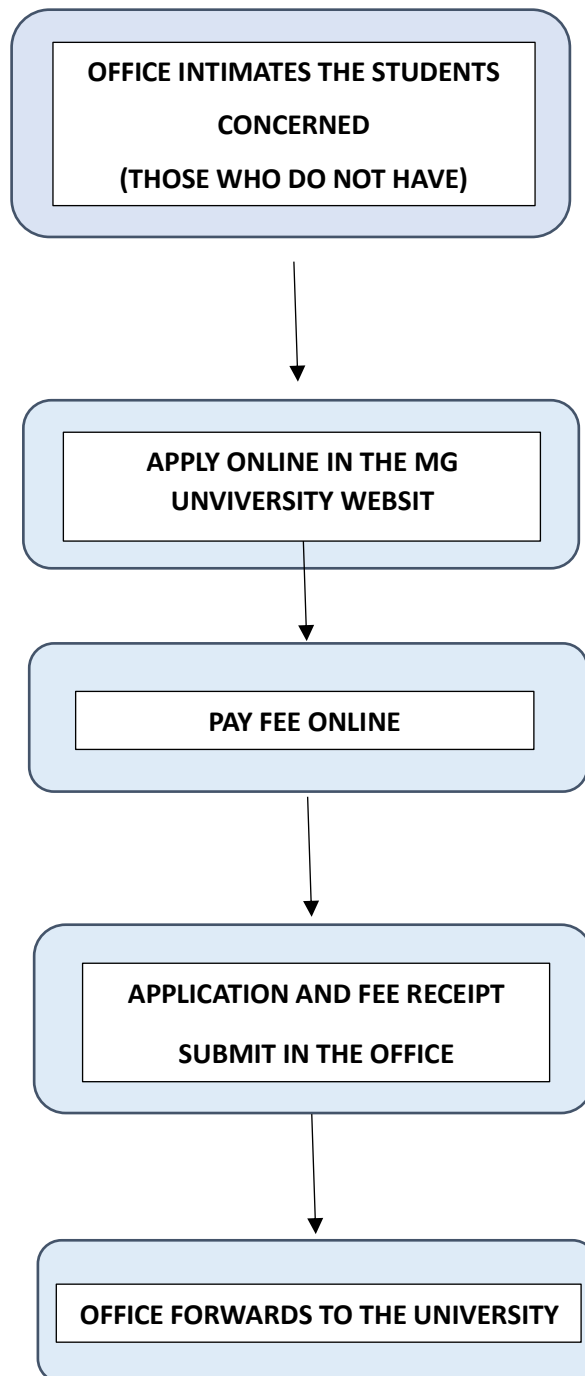 OFFICE INTIMATES THE STUDENTS
CONCERNED
(THOSE WHO DO NOT HAVE)
APPLY ONLINE IN THE MG
UNVIVERSITY WEBSIT
PAY FEE ONLINE
APPLICATION AND FEE RECEIPT
SUBMIT IN THE OFFICE
OFFICE FORWARDS TO THE UNIVERSITY